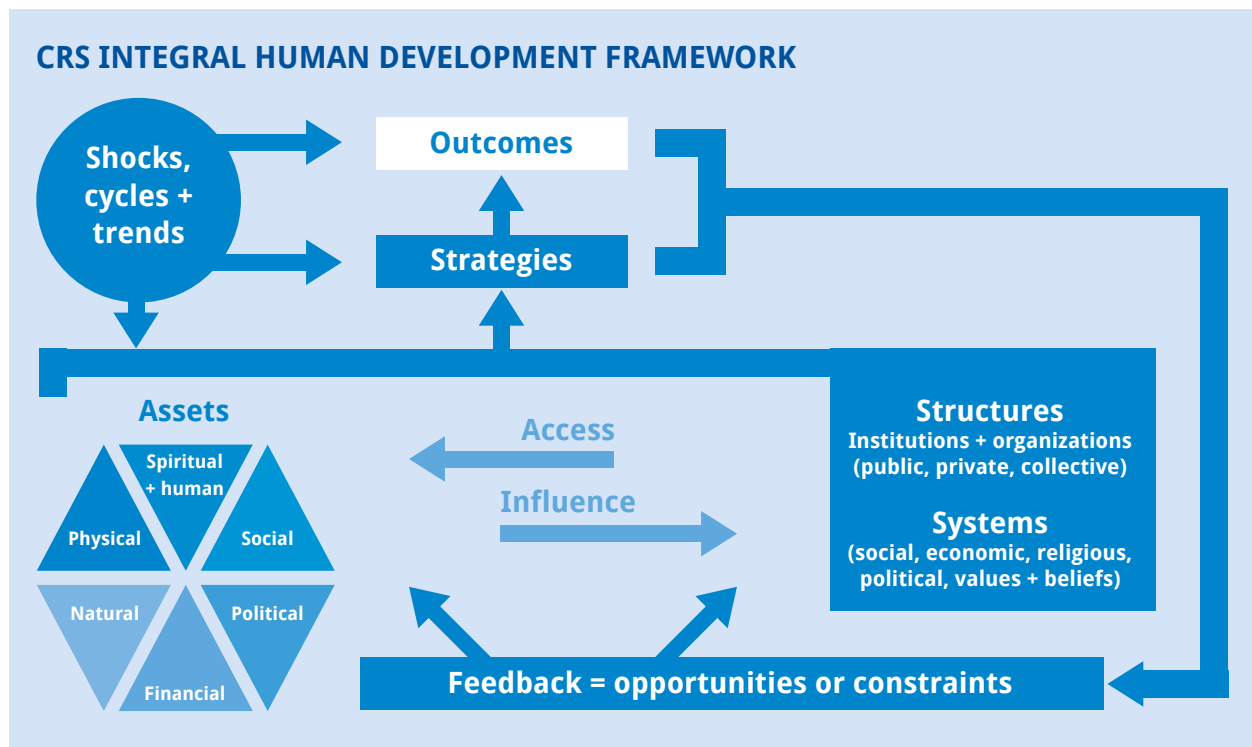 CRS INTEGRAL HUMAN DEVELOPMENT FRAMEWORK
Shocks,
cycles +
trends
Outcomes
Strategies
Assets
Spiritual
+ human
Physical
Social
Natural
Political
Financial
Access
Influence
Structures
Institutions + organizations
(public, private, collective)
Systems
(social, economic, religious,
political, values + beliefs)
Feedback = opportunities or constraints